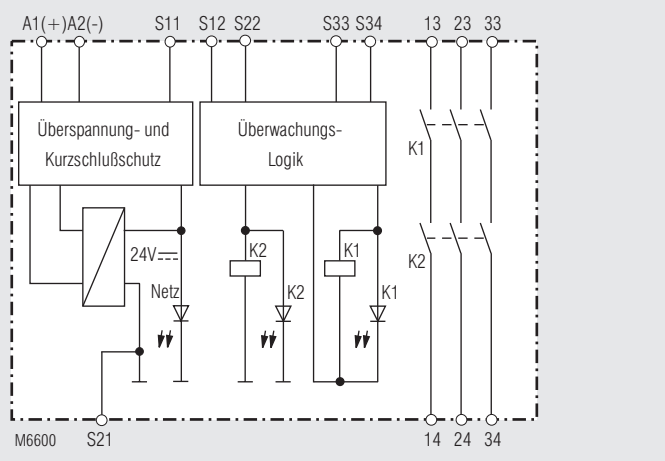 A1(+) A2(-) S11 S12 S22 S33 S34 13 23 33
Überspannung- und
Kurzschlußschutz
Überwachungs-
Logik
K1
24V
K2
K1
K2
Netz
K2
K1
M6600
S21
14 24 34